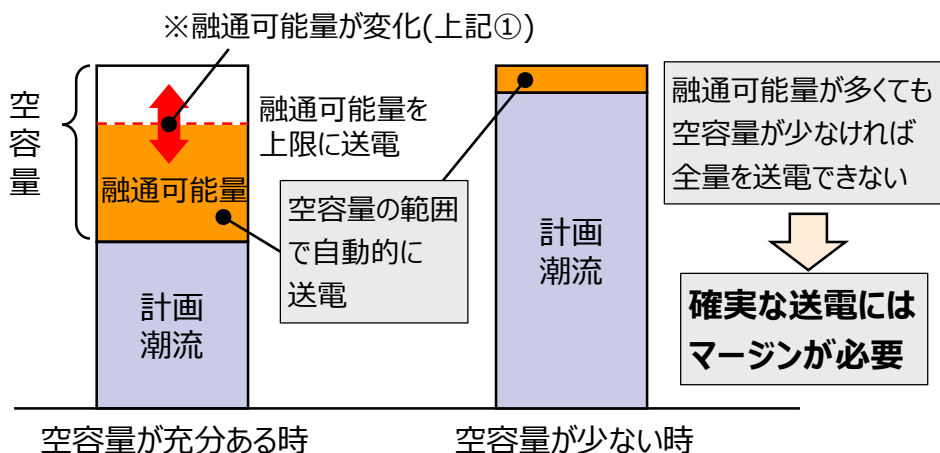 ※融通可能量が変化(上記①)
空容量
融通可能量を
上限に送電
融通可能量
空容量の範囲
で自動的に
送電
計画
潮流
計画
潮流
融通可能量が多くても
空容量が少なければ
全量を送電できない
確実な送電には
マージンが必要
空容量が充分ある時
空容量が少ない時